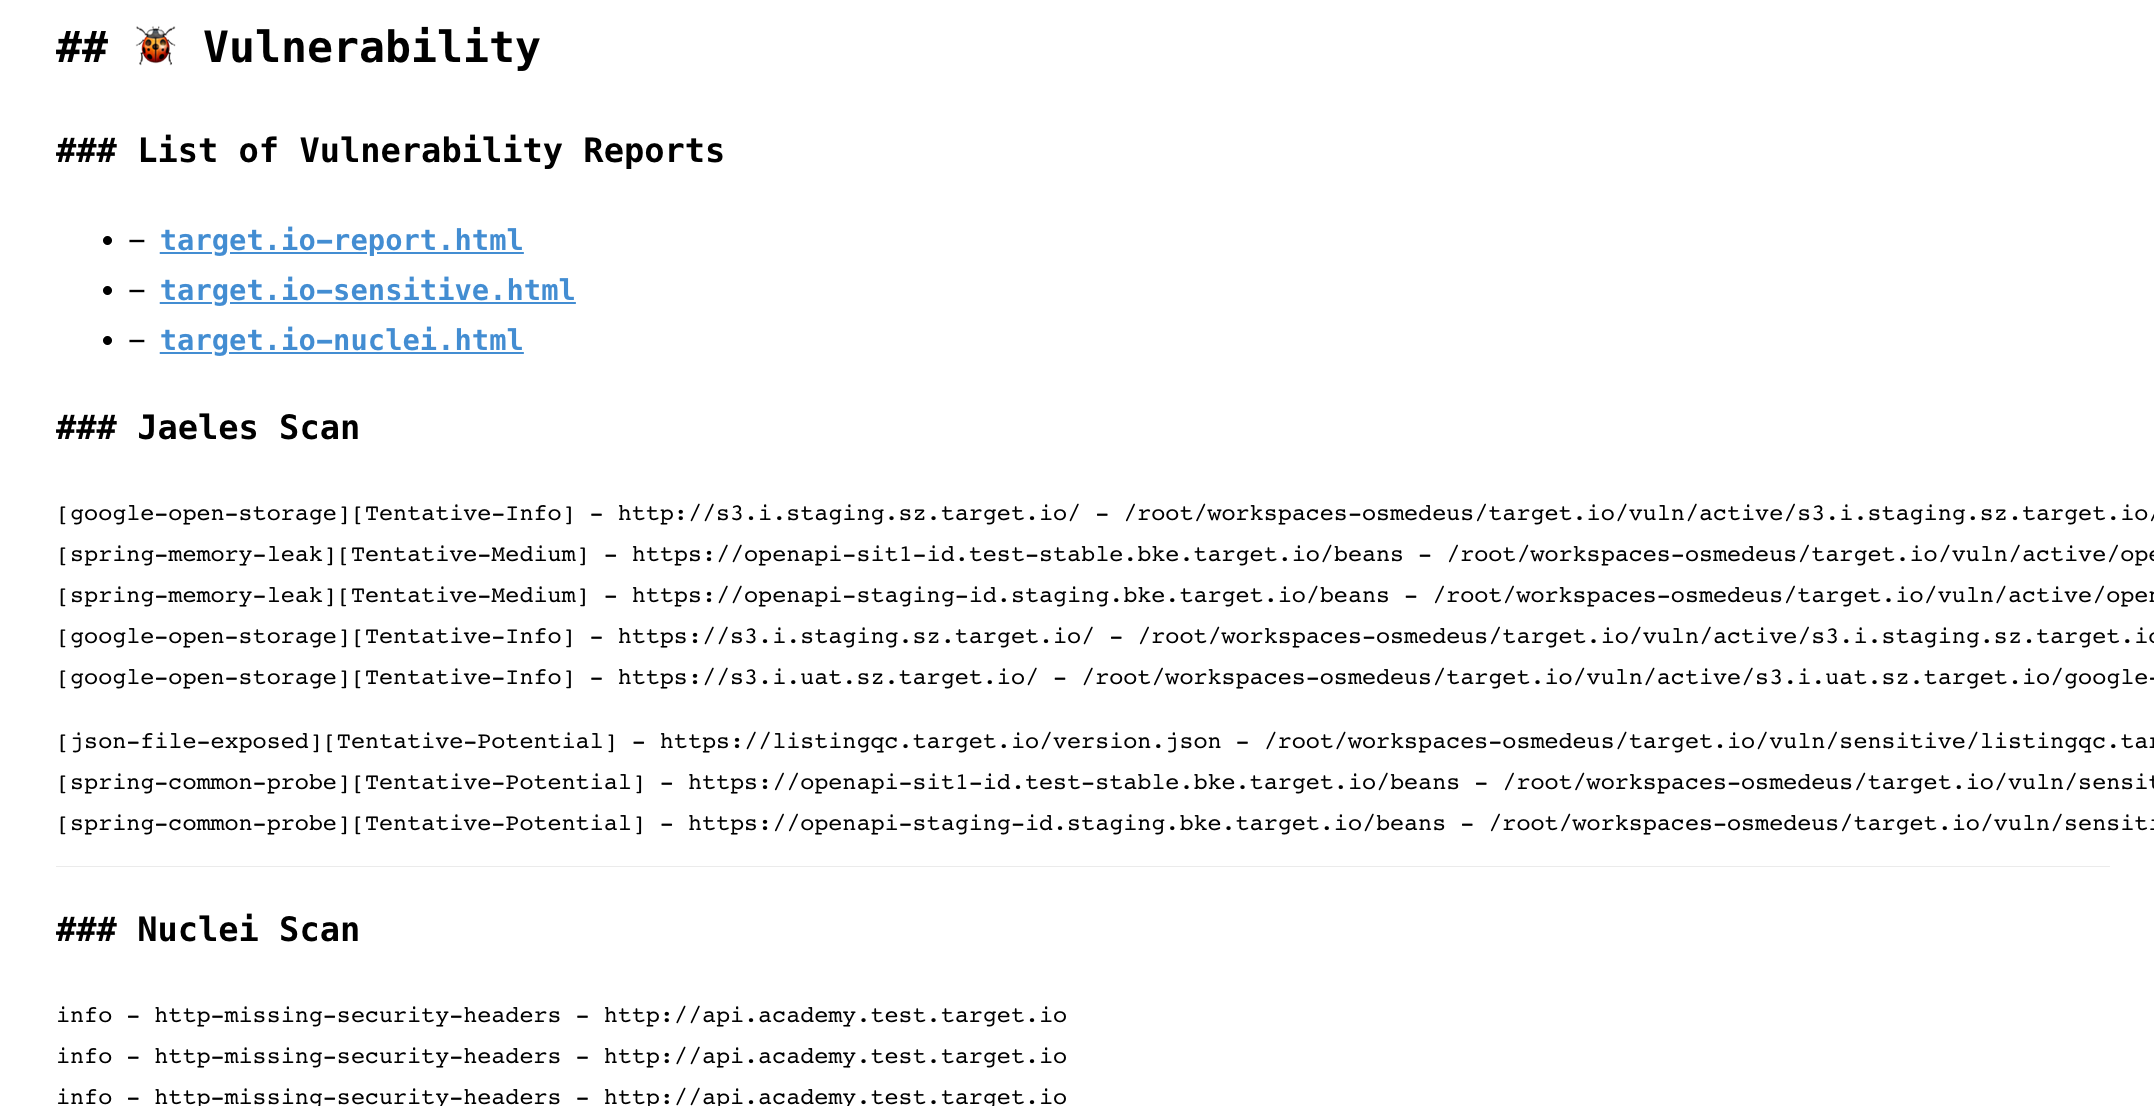 ## 🐞 Vulnerability
### List of Vulnerability Reports
• – target.io-report.html
• – target.io-sensitive.html
• – target.io-nuclei.html
### Jaeles Scan
[google-open-storage][Tentative-Info] - http://s3.i.staging.sz.target.io/ - /root/workspaces-osmedeus/target.io/vuln/active/s3.i.staging.sz.target.io/
[spring-memory-leak][Tentative-Medium] - https://openapi-sit1-id.test-stable.bke.target.io/beans - /root/workspaces-osmedeus/target.io/vuln/active/ope
[spring-memory-leak][Tentative-Medium] - https://openapi-staging-id.staging.bke.target.io/beans - /root/workspaces-osmedeus/target.io/vuln/active/open
[google-open-storage][Tentative-Info] - https://s3.i.staging.sz.target.io/ - /root/workspaces-osmedeus/target.io/vuln/active/s3.i.staging.sz.target.io
[google-open-storage][Tentative-Info] - https://s3.i.uat.sz.target.io/ - /root/workspaces-osmedeus/target.io/vuln/active/s3.i.uat.sz.target.io/google-
[json-file-exposed][Tentative-Potential] - https://listingqc.target.io/version.json - /root/workspaces-osmedeus/target.io/vuln/sensitive/listingqc.tar
[spring-common-probe][Tentative-Potential] - https://openapi-sit1-id.test-stable.bke.target.io/beans - /root/workspaces-osmedeus/target.io/vuln/sensit
[spring-common-probe][Tentative-Potential] - https://openapi-staging-id.staging.bke.target.io/beans - /root/workspaces-osmedeus/target.io/vuln/sensiti
### Nuclei Scan
info - http-missing-security-headers - http://api.academy.test.target.io
info - http-missing-security-headers - http://api.academy.test.target.io
info - http-missing-security-headers - http://api.academy.test.target.io